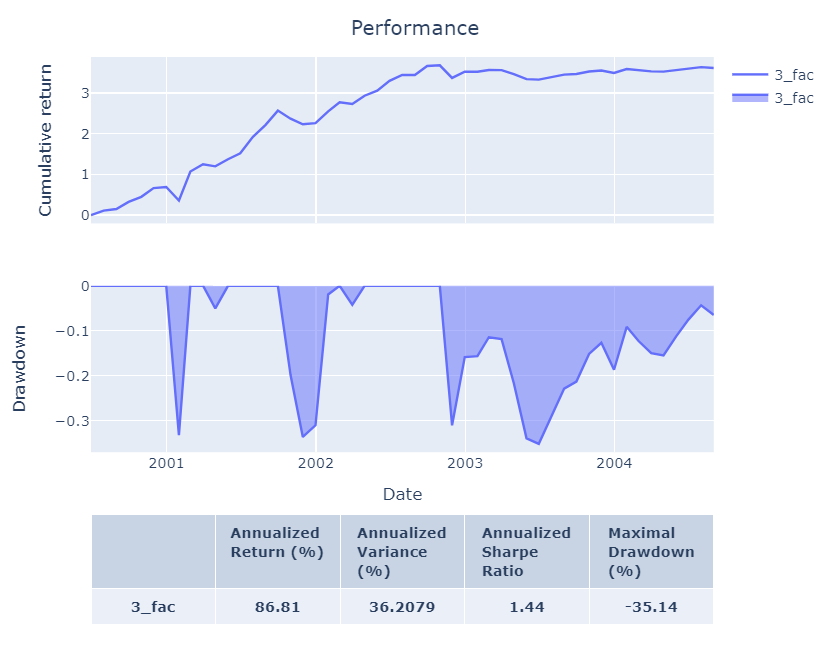 Performance
3_fac
3_fac
Cumulative return
3
2
1
0
Drawdown
0
−0.1
−0.2
−0.3
2001 2002 2003 2004
Date
Annualized Return (%) Annualized Variance (%) Annualized Sharpe Ratio Maximal Drawdown (%)
3_fac 86.81 36.2079 1.44 -35.14